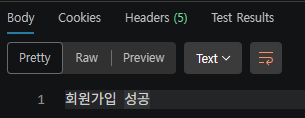 Body Cookies Headers (5) Test Results
Pretty Raw Preview Text
1 회원가입 성공